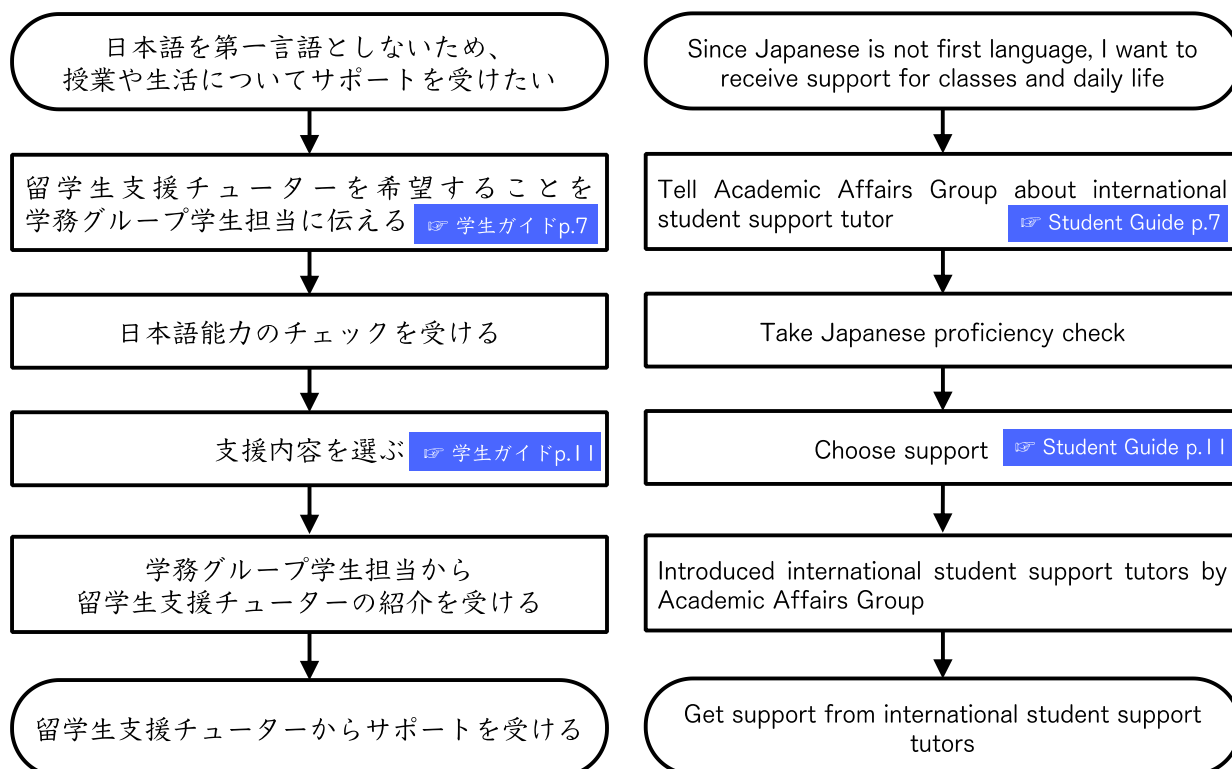 日本語を第一言語としないため、
授業や生活についてサポートを受けたい
留学生支援チューターを希望することを
学務グループ学生担当に伝える ☞ 学生ガイドp.7
日本語能力のチェックを受ける
支援内容を選ぶ ☞ 学生ガイドp.11
学務グループ学生担当から
留学生支援チューターの紹介を受ける
留学生支援チューターからサポートを受ける
Since Japanese is not first language, I want to
receive support for classes and daily life
Tell Academic Affairs Group about international
student support tutor ☞ Student Guide p.7
Take Japanese proficiency check
Choose support ☞ Student Guide p.11
Introduced international student support tutors by
Academic Affairs Group
Get support from international student support
tutors